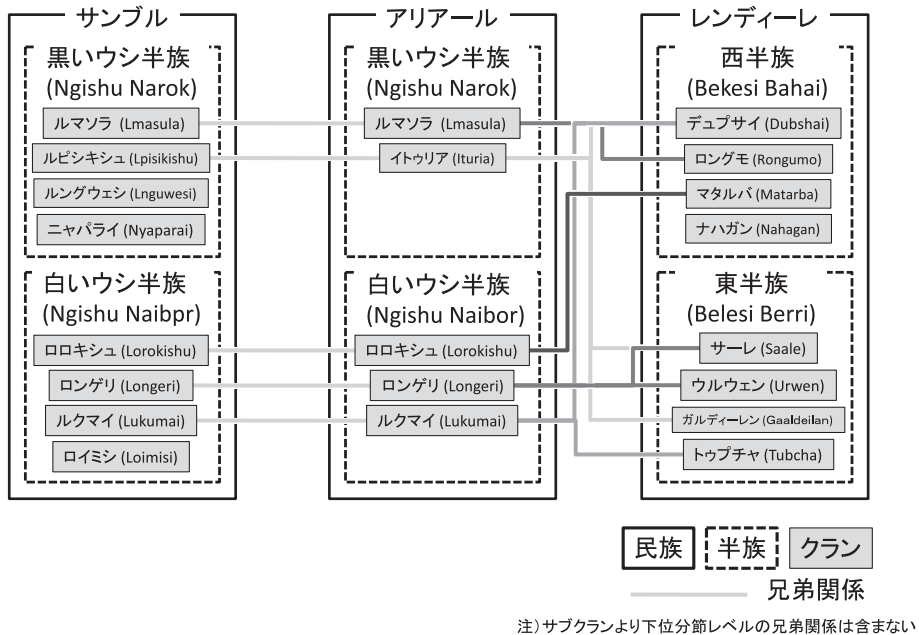 サンブル
黒いウシ半族
(Ngishu Narok)
ルマソラ (Lmasula)
ルピシキシュ (Lpisikishu)
ルングウェシ (Lnguwesi)
ニャパライ (Nyaparai)
白いウシ半族
(Ngishu Naibpr)
ロロキシュ (Lorokishu)
ロンゲリ (Longeri)
ルクマイ (Lukumai)
ロイミシ (Loimisi)
アリアール
黒いウシ半族
(Ngishu Narok)
ルマソラ (Lmasula)
イトゥリア (Ituria)
白いウシ半族
(Ngishu Naibor)
ロロキシュ (Lorokishu)
ロンゲリ (Longeri)
ルクマイ (Lukumai)
レンディーレ
西半族
(Bekesi Bahai)
デュプサイ (Dubshai)
ロングモ (Rongumo)
マタルバ (Matarba)
ナハガン (Nahagan)
東半族
(Belesi Berri)
サーレ (Saale)
ウルウェン (Urwen)
ガルディーレン (Gaaldeilan)
トゥプチャ (Tubcha)
民族 半族 クラン
兄弟関係
注)サブクランより下位分節レベルの兄弟関係は含まない